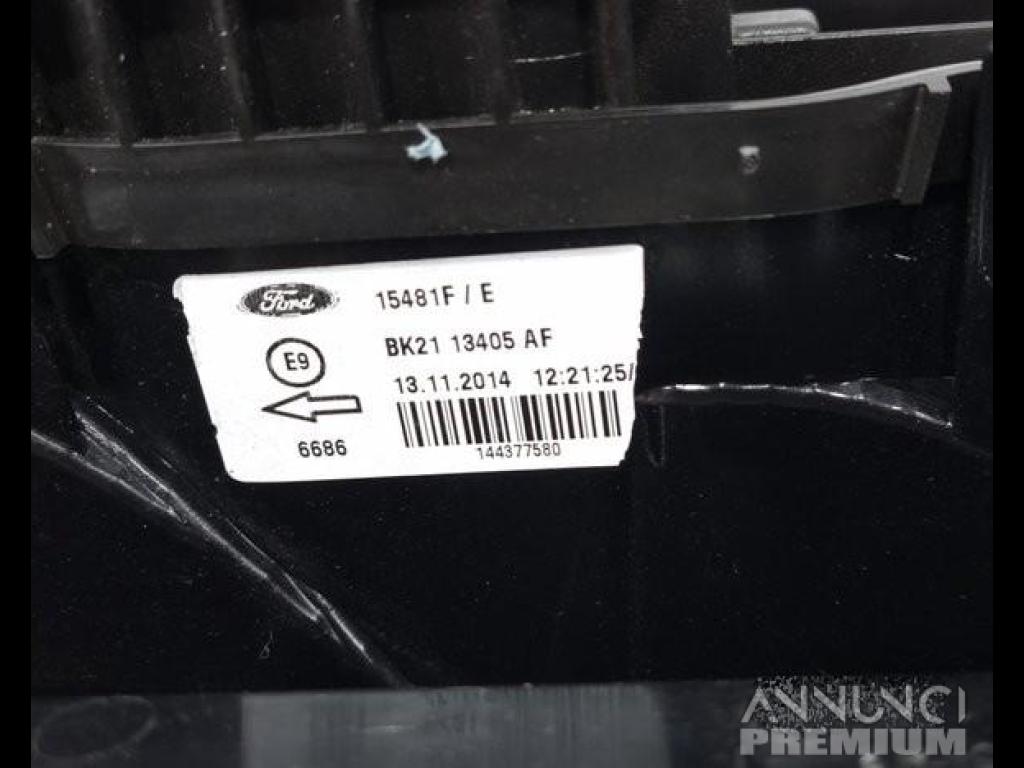 Ford
15481F / E
BK21 13405 AF
E9
13.11.2014 12:21:25/
6686
144377580
ANNUNCI
PREMIUM